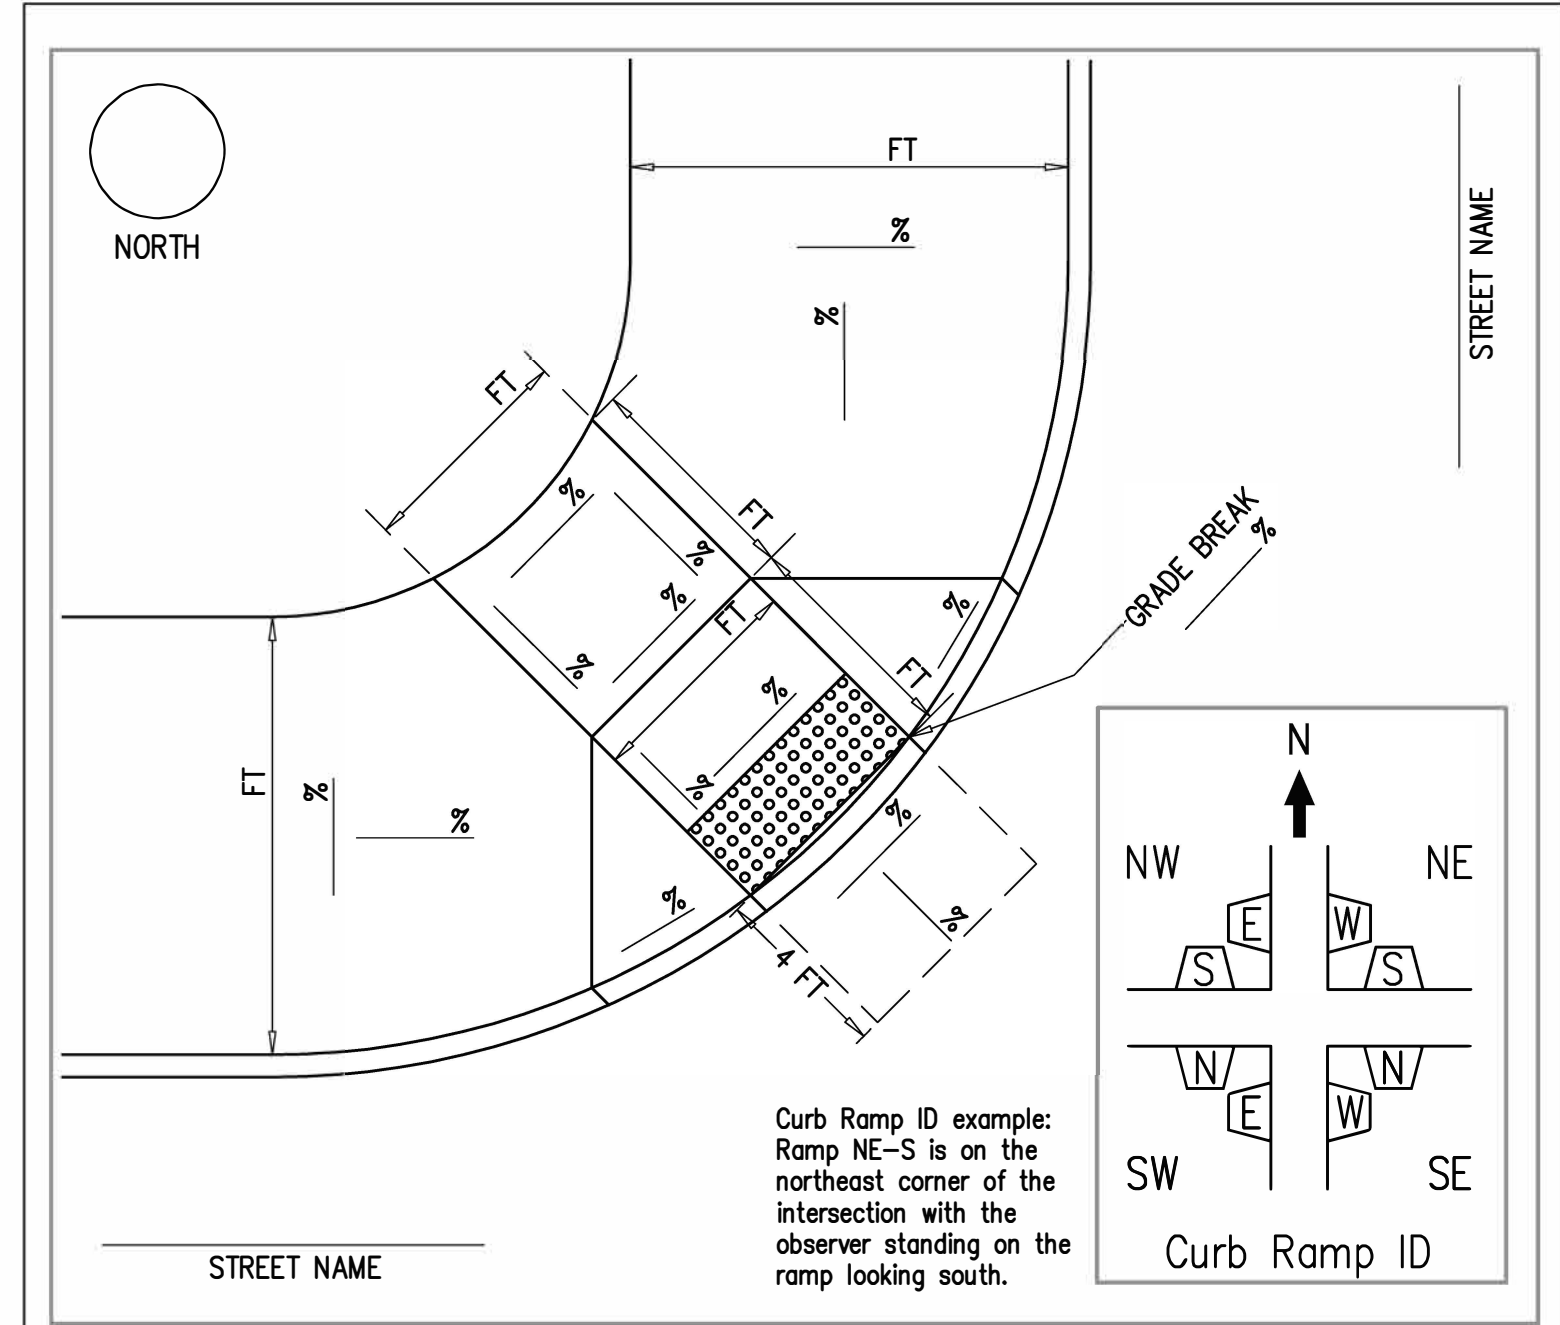 FT
%
NORTH
STREET NAME
%
FT
%
FT
%
GRADE BREAK
%
%
%
FT
%
FT
%
%
FT
%
%
%
%
%
%
4 FT
N
NW
NE
E
W
S
S
N
N
E
W
SW
SE
Curb Ramp ID
Curb Ramp ID example:
Ramp NE-S is on the
northeast corner of the
intersection with the
observer standing on the
ramp looking south.
STREET NAME